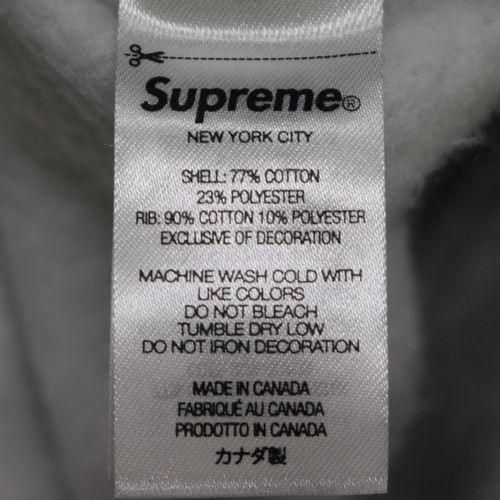 Supreme®
NEW YORK CITY
SHELL: 77% COTTON
23% POLYESTER
RIB: 90% COTTON 10% POLYESTER
EXCLUSIVE OF DECORATION
MACHINE WASH COLD WITH
LIKE COLORS
DO NOT BLEACH
TUMBLE DRY LOW
DO NOT IRON DECORATION
MADE IN CANADA
FABRIQUÉ AU CANADA
PRODOTTO IN CANADA
カナダ製